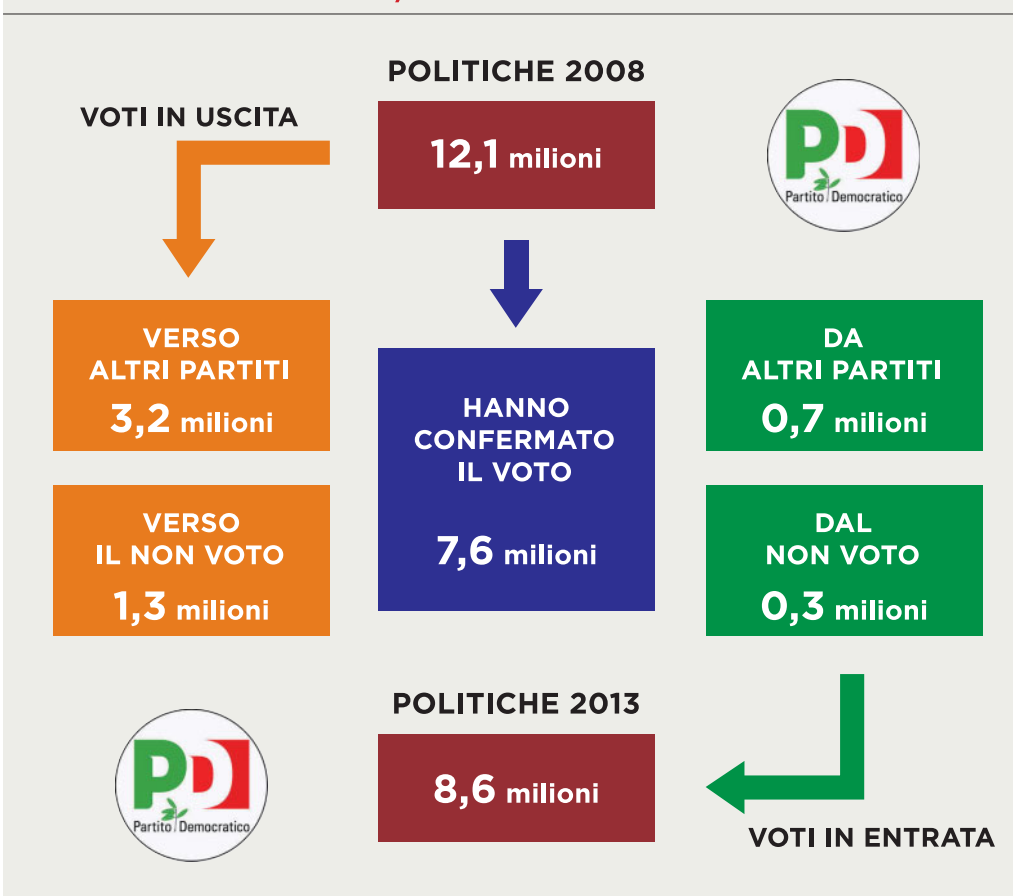 POLITICHE 2008
VOTI IN USCITA
12,1 milioni
PD
Partito Democratico
VERSO
ALTRI PARTITI
3,2 milioni
HANNO
CONFERMATO
IL VOTO
7,6 milioni
DA
ALTRI PARTITI
0,7 milioni
VERSO
IL NON VOTO
1,3 milioni
DAL
NON VOTO
0,3 milioni
POLITICHE 2013
8,6 milioni
PD
Partito Democratico
VOTI IN ENTRATA